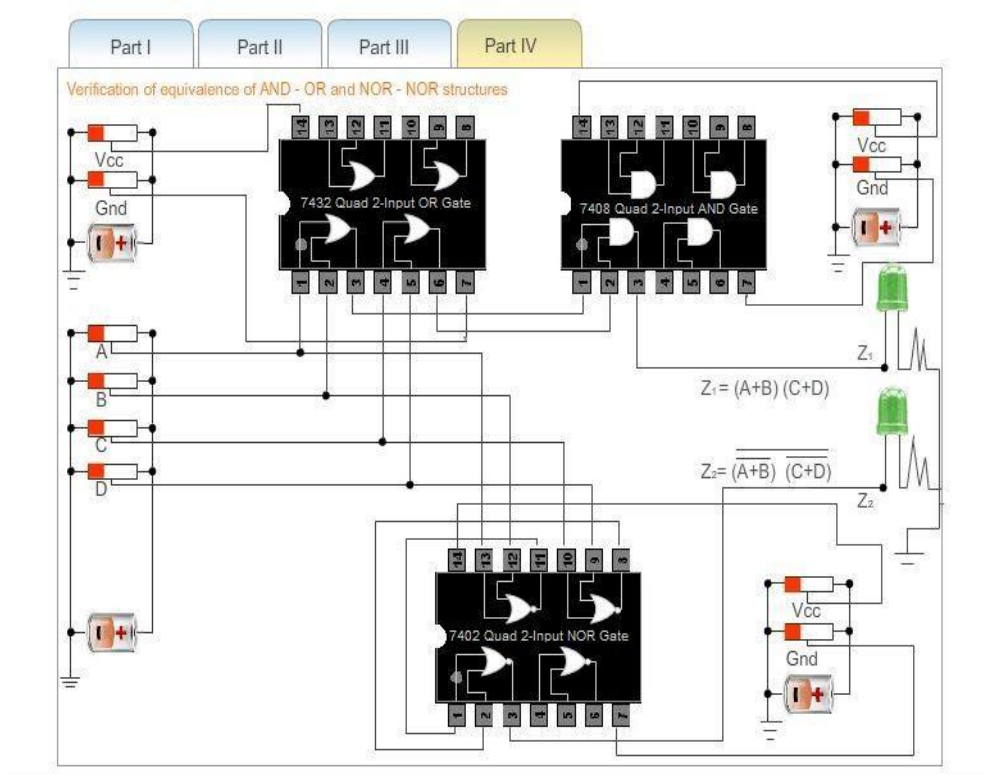 Part I
Part II
Part III
Part IV
Verification of equivalence of AND - OR and NOR - NOR structures
14 13 12 11 10 9 8
14 13 12 11 10 9 8
Vcc
Gnd
Vcc
Gnd
7432 Quad 2-Input OR Gate
7408 Quad 2-Input AND Gate
1 2 3 4 5 6 7
1 2 3 4 5 6 7
A
B
C
D
Z₁
Z₁= (A+B) (C+D)
Z₂= (A̅+̅B̅)̅ (C̅+̅D̅)̅
Z₂
14 13 12 11 10 9 8
7402 Quad 2-Input NOR Gate
1 2 3 4 5 6 7
Vcc
Gnd